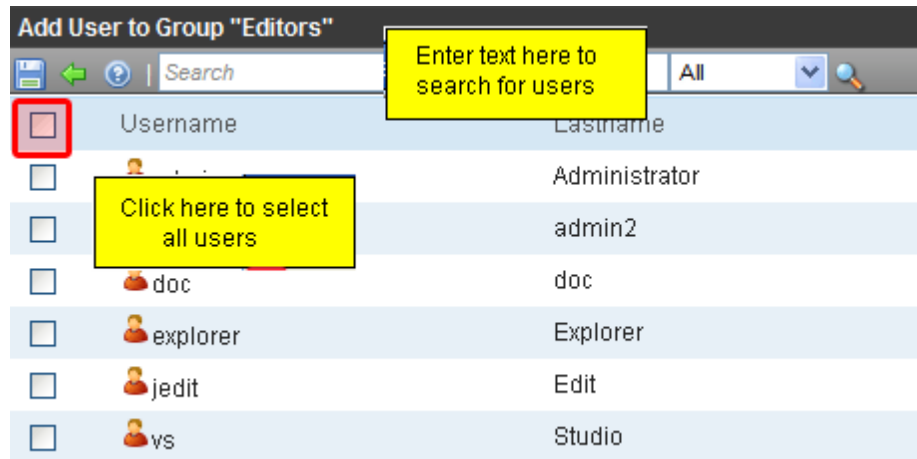 Add User to Group "Editors"
Enter text here to
search for users
| Search All
Username Lastname
Administrator
Click here to select
all users
admin2
doc doc
explorer Explorer
jedit Edit
vs Studio